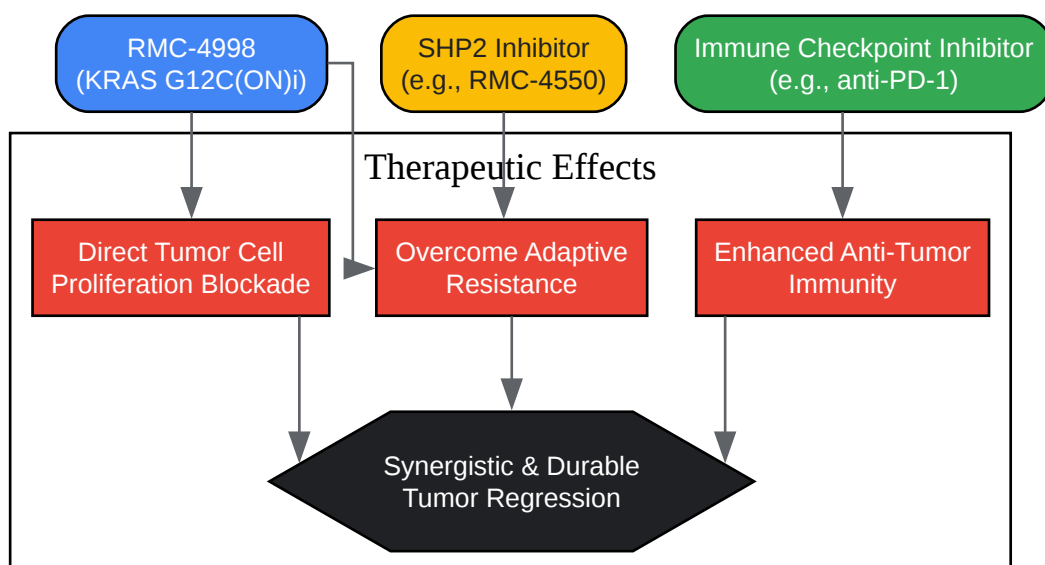 RMC-4998
(KRAS G12C(ON)i)
SHP2 Inhibitor
(e.g., RMC-4550)
Immune Checkpoint Inhibitor
(e.g., anti-PD-1)
Therapeutic Effects
Direct Tumor Cell
Proliferation Blockade
Overcome Adaptive
Resistance
Enhanced Anti-Tumor
Immunity
Synergistic & Durable
Tumor Regression